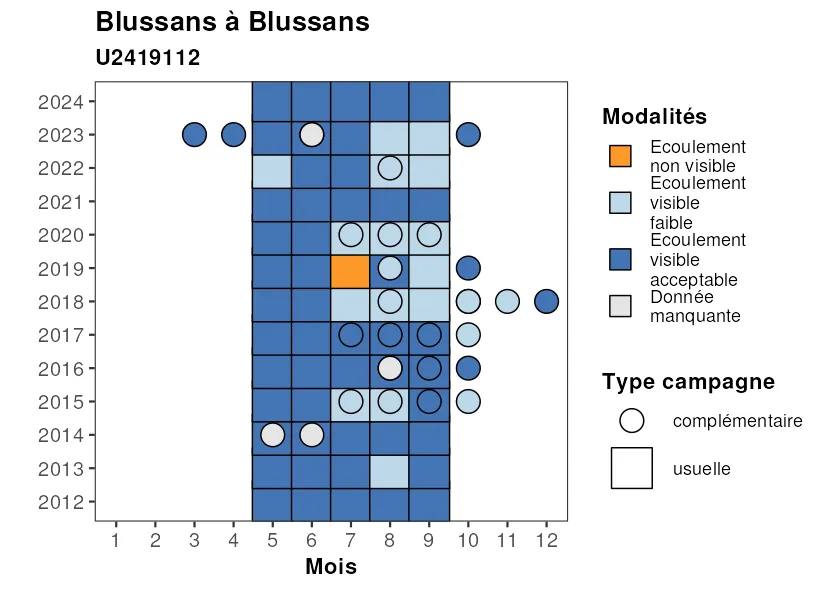 Blussans à Blussans
U2419112
2024
2023
2022
2021
2020
2019
2018
2017
2016
2015
2014
2013
2012
1 2 3 4 5 6 7 8 9 10 11 12
Mois
Modalités
Ecoulement
non visible
Ecoulement
visible
faible
Ecoulement
visible
acceptable
Donnée
manquante
Type campagne
complémentaire
usuelle